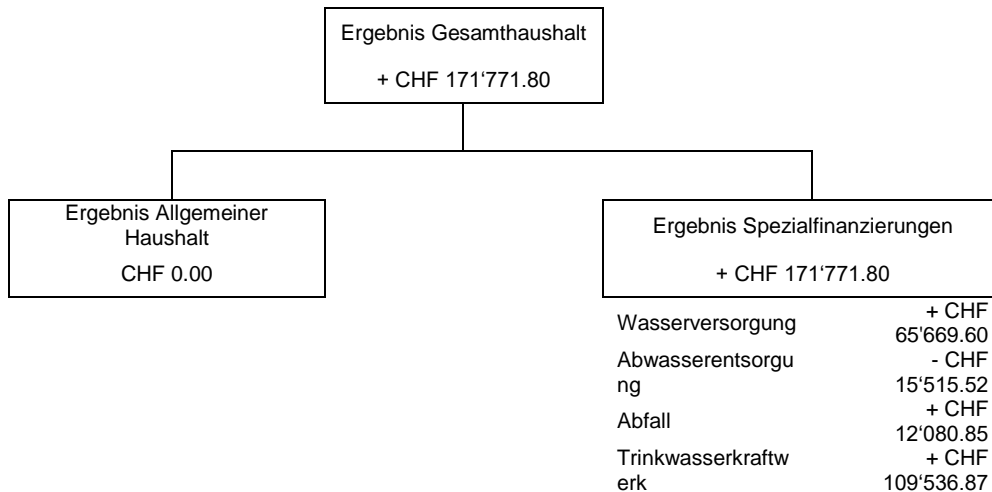 Ergebnis Gesamthaushalt
+ CHF 171‘771.80
Ergebnis Allgemeiner
Haushalt
CHF 0.00
Ergebnis Spezialfinanzierungen
+ CHF 171‘771.80
Wasserversorgung
+ CHF
65'669.60
Abwasserentsorgu
ng
- CHF
15‘515.52
Abfall
+ CHF
12‘080.85
Trinkwasserkraftw
erk
+ CHF
109‘536.87